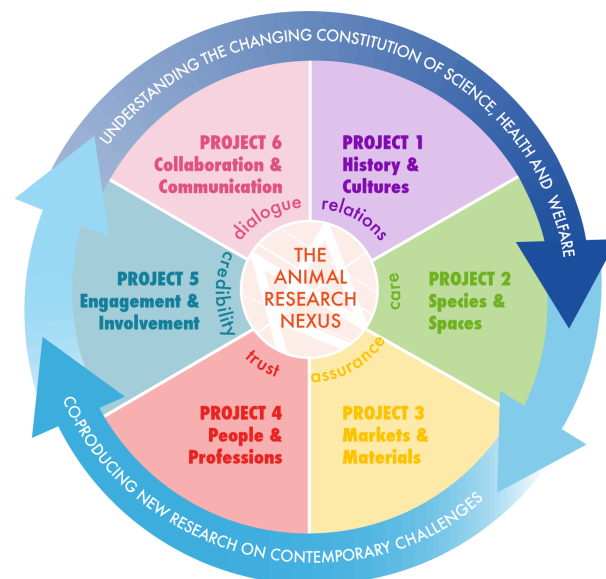 UNDERSTANDING THE CHANGING CONSTITUTION OF SCIENCE, HEALTH AND WELFARE
PROJECT 6
Collaboration &
Communication
dialogue
PROJECT 1
History &
Cultures
relations
PROJECT 5
Engagement &
Involvement
credibility
THE
ANIMAL
RESEARCH
NEXUS
care
PROJECT 2
Species &
Spaces
trust
PROJECT 4
People &
Professions
assurance
PROJECT 3
Markets &
Materials
CO-PRODUCING NEW RESEARCH ON CONTEMPORARY CHALLENGES